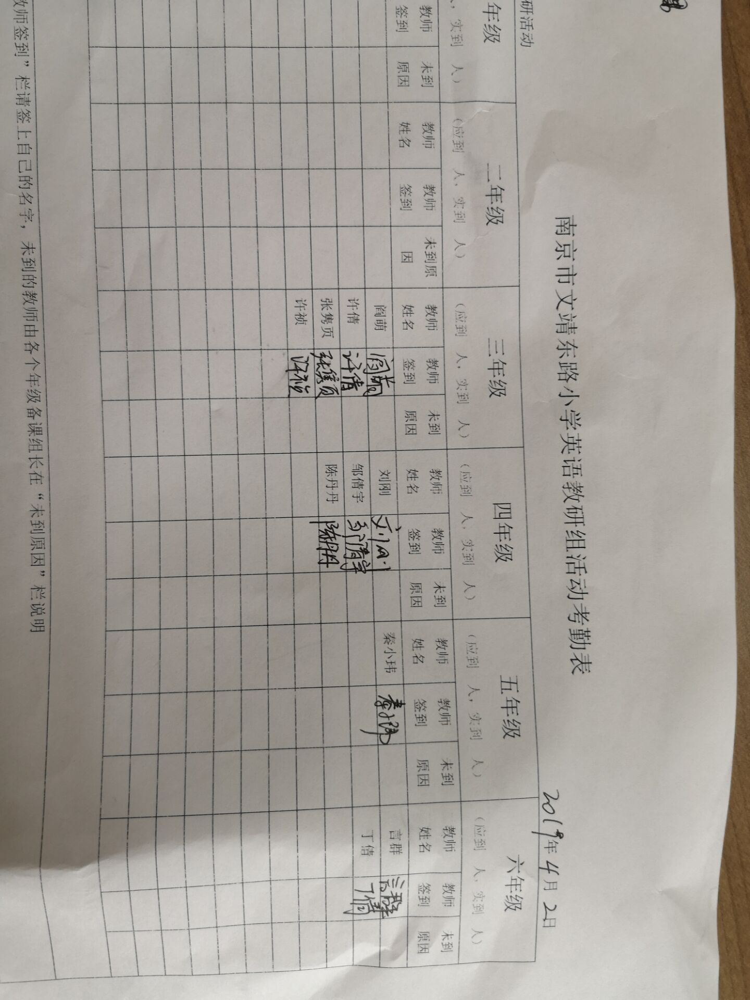 南京市文靖东路小学英语教研组活动考勤表
2019年4月2日
研活动
年级 二年级 三年级 四年级 五年级 六年级
，实到 人） （应到 人，实到 人） （应到 人，实到 人） （应到 人，实到 人） （应到 人，实到 人） （应到 人，实到 人）
教师签到 未到原因 教师姓名 教师签到 未到原因 教师姓名 教师签到 未到原因 教师姓名 教师签到 未到原因 教师姓名 教师签到 未到原因 教师姓名 教师签到 未到原因
阎萌 阎萌 刘刚 刘刚 秦小玮 秦小玮 言群 言群
许倩 许倩 邹倩宇 邹倩宇 丁倩 丁倩
张隽页 张隽页 陈丹丹 陈丹丹
许祯 许祯
教师签到”栏请签上自己的名字，未到的教师由各个年级备课组长在“未到原因”栏说明